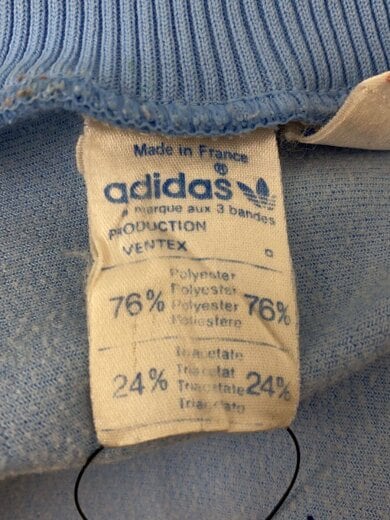 Made in France
adidas®
marque aux 3 bandes
PRODUCTION
VENTEX
Polyester
Polyester
76% Polyester 76%
Poliestere
Triacetate
Triacetat
24% Triacetate 24%
Triacetato